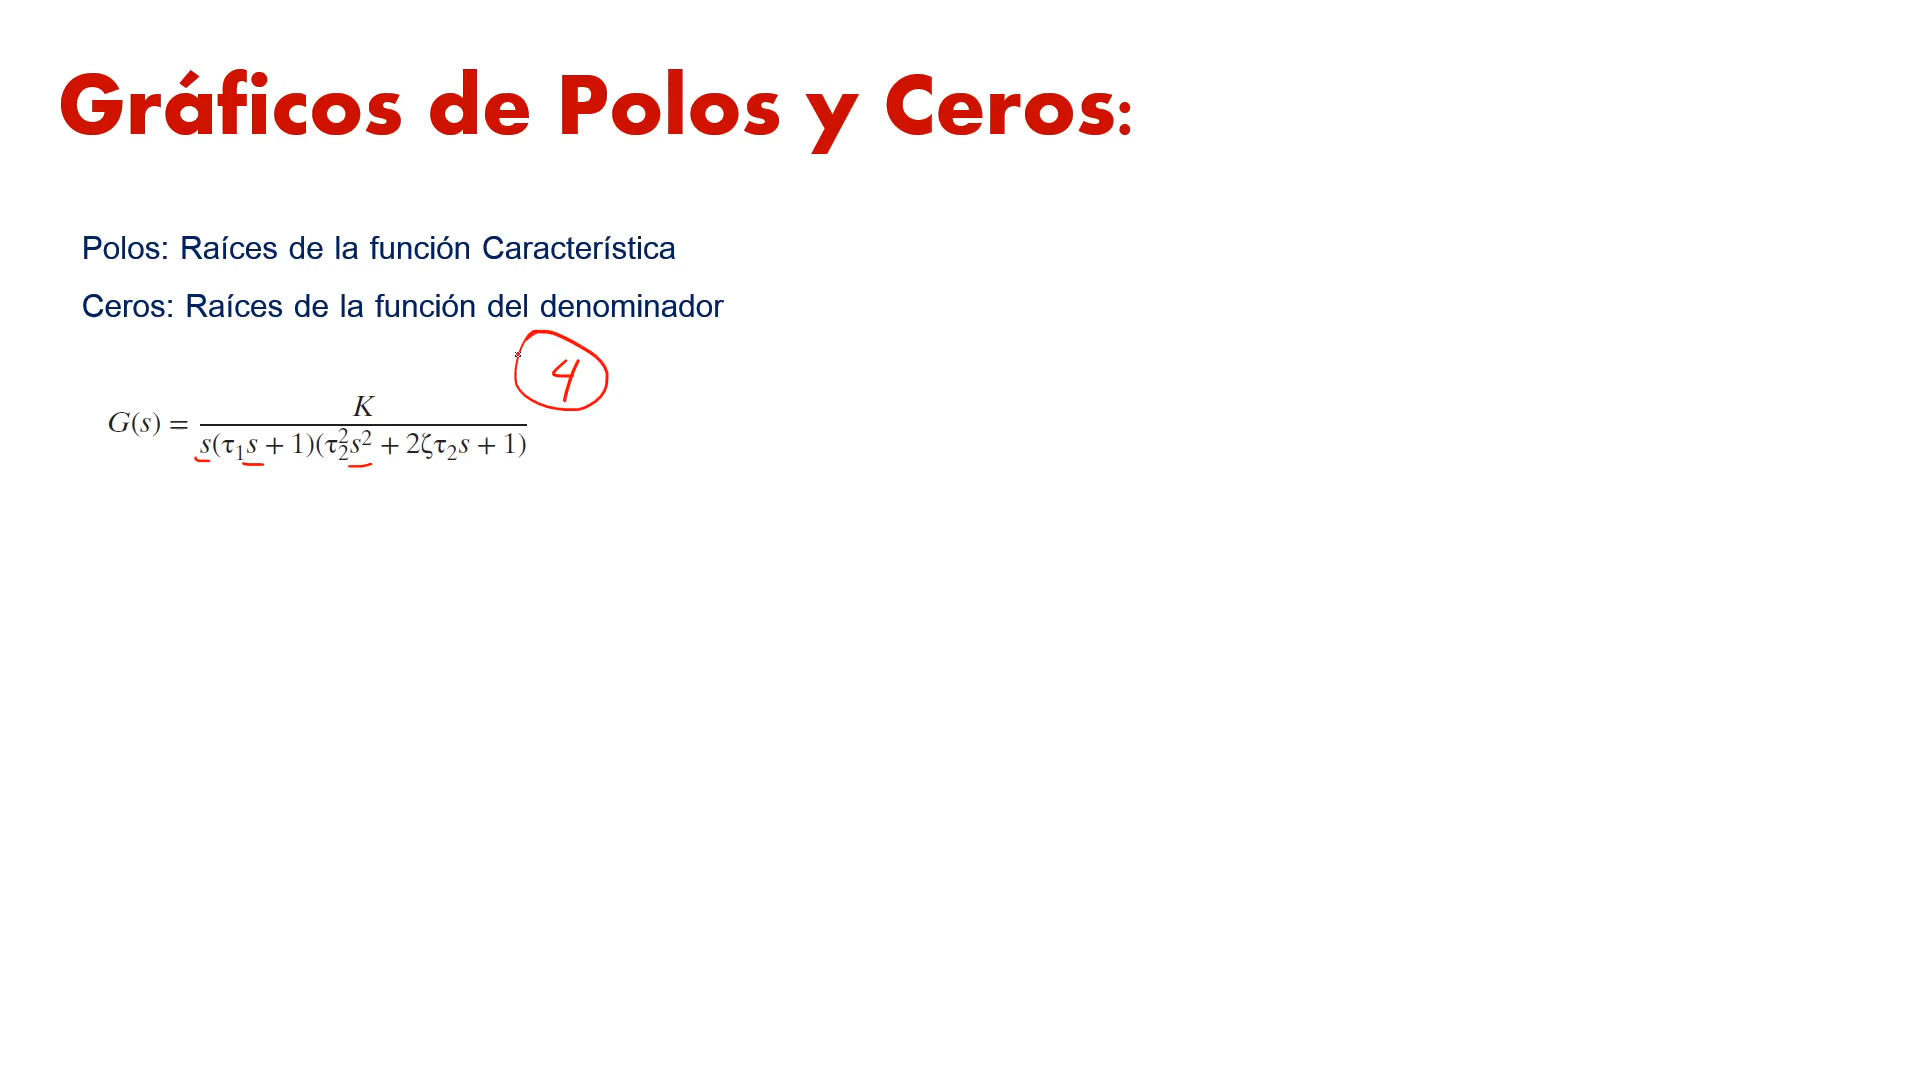 Gráficos de Polos y Ceros:
Polos: Raíces de la función Característica
Ceros: Raíces de la función del denominador
4
G(s) = K / s(τ₁s + 1)(τ₂²s² + 2ζτ₂s + 1)